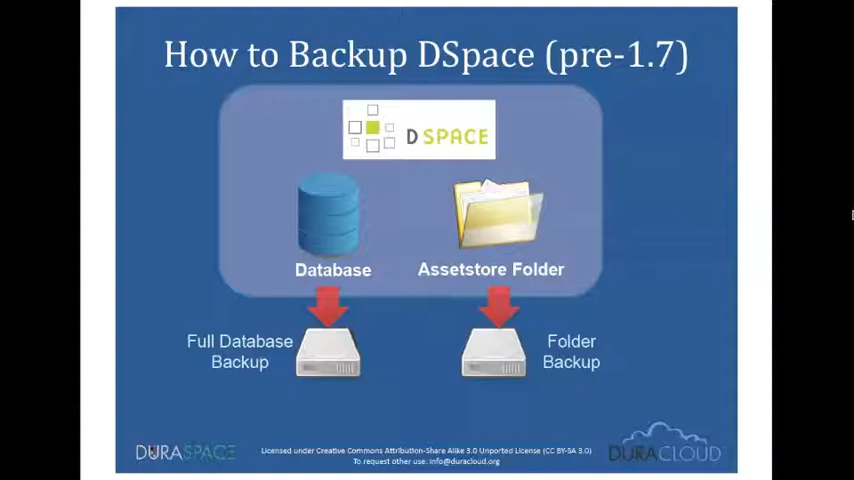 How to Backup DSpace (pre-1.7)
DSPACE
Database
Assetstore Folder
Full Database
Backup
Folder
Backup
DURASPACE
Licensed under Creative Commons Attribution-Share Alike 3.0 Unported License (CC BY-SA 3.0)
To request other use: info@duracloud.org
DURACLOUD